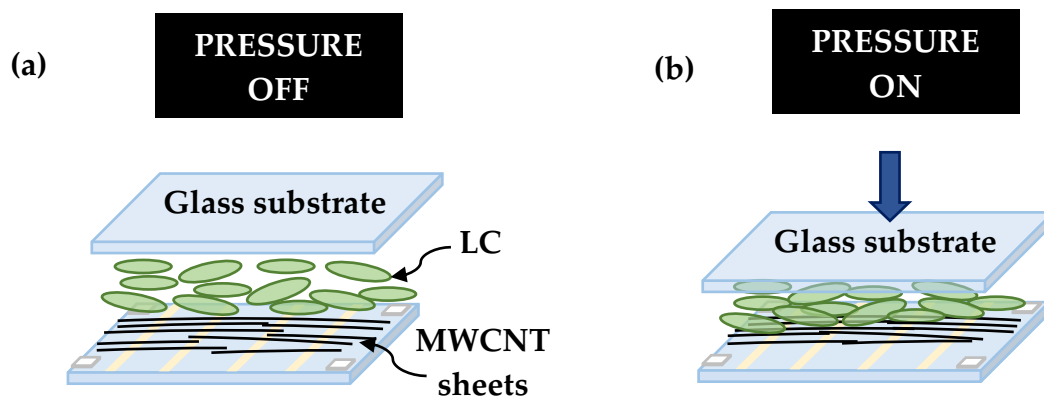 (a)
PRESSURE
OFF
Glass substrate
LC
MWCNT
sheets
(b)
PRESSURE
ON
Glass substrate